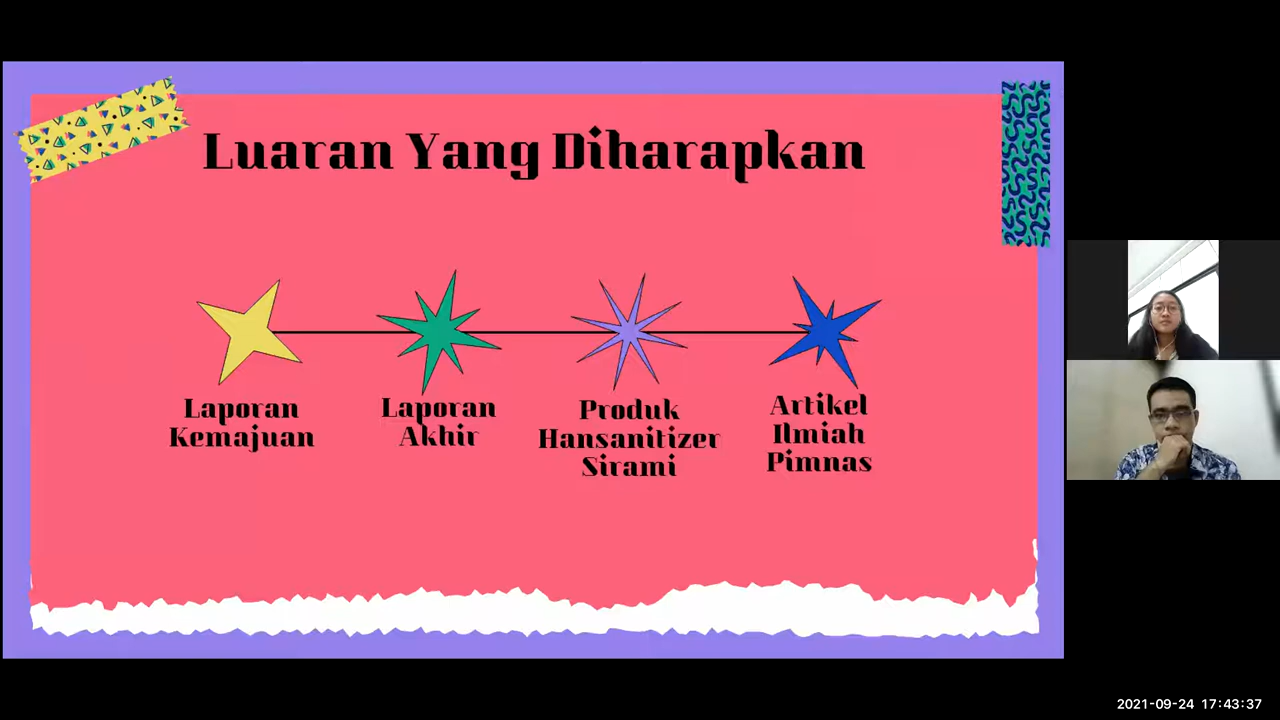 Luaran Yang Diharapkan
Laporan
Kemajuan
Laporan
Akhir
Produk
Hansanitizer
Sirami
Artikel
Ilmiah
Pimnas
2021-09-24 17:43:37